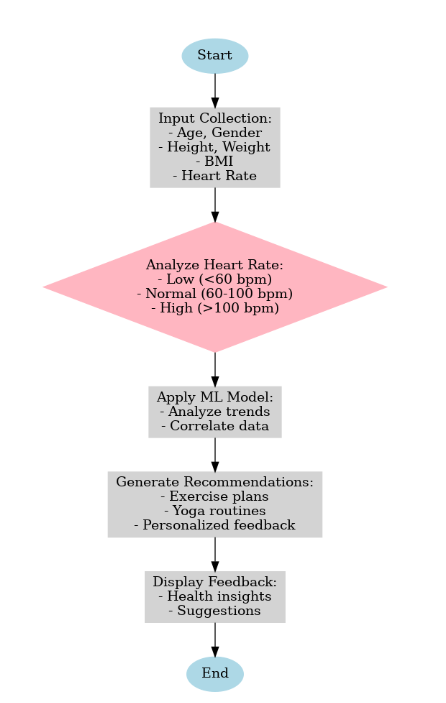 Start
Input Collection:
- Age, Gender
- Height, Weight
- BMI
- Heart Rate
Analyze Heart Rate:
- Low (<60 bpm)
- Normal (60-100 bpm)
- High (>100 bpm)
Apply ML Model:
- Analyze trends
- Correlate data
Generate Recommendations:
- Exercise plans
- Yoga routines
- Personalized feedback
Display Feedback:
- Health insights
- Suggestions
End